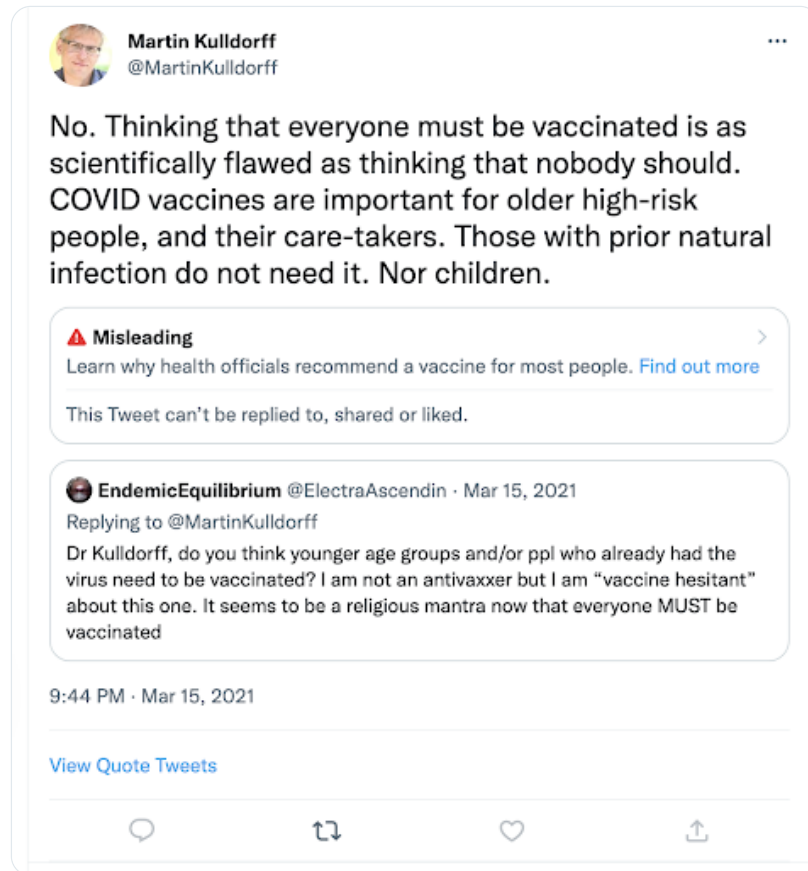 Martin Kulldorff
@MartinKulldorff
No. Thinking that everyone must be vaccinated is as
scientifically flawed as thinking that nobody should.
COVID vaccines are important for older high-risk
people, and their care-takers. Those with prior natural
infection do not need it. Nor children.
Misleading
Learn why health officials recommend a vaccine for most people. Find out more
This Tweet can’t be replied to, shared or liked.
EndemicEquilibrium @ElectraAscendin · Mar 15, 2021
Replying to @MartinKulldorff
Dr Kulldorff, do you think younger age groups and/or ppl who already had the
virus need to be vaccinated? I am not an antivaxxer but I am “vaccine hesitant”
about this one. It seems to be a religious mantra now that everyone MUST be
vaccinated
9:44 PM · Mar 15, 2021
View Quote Tweets